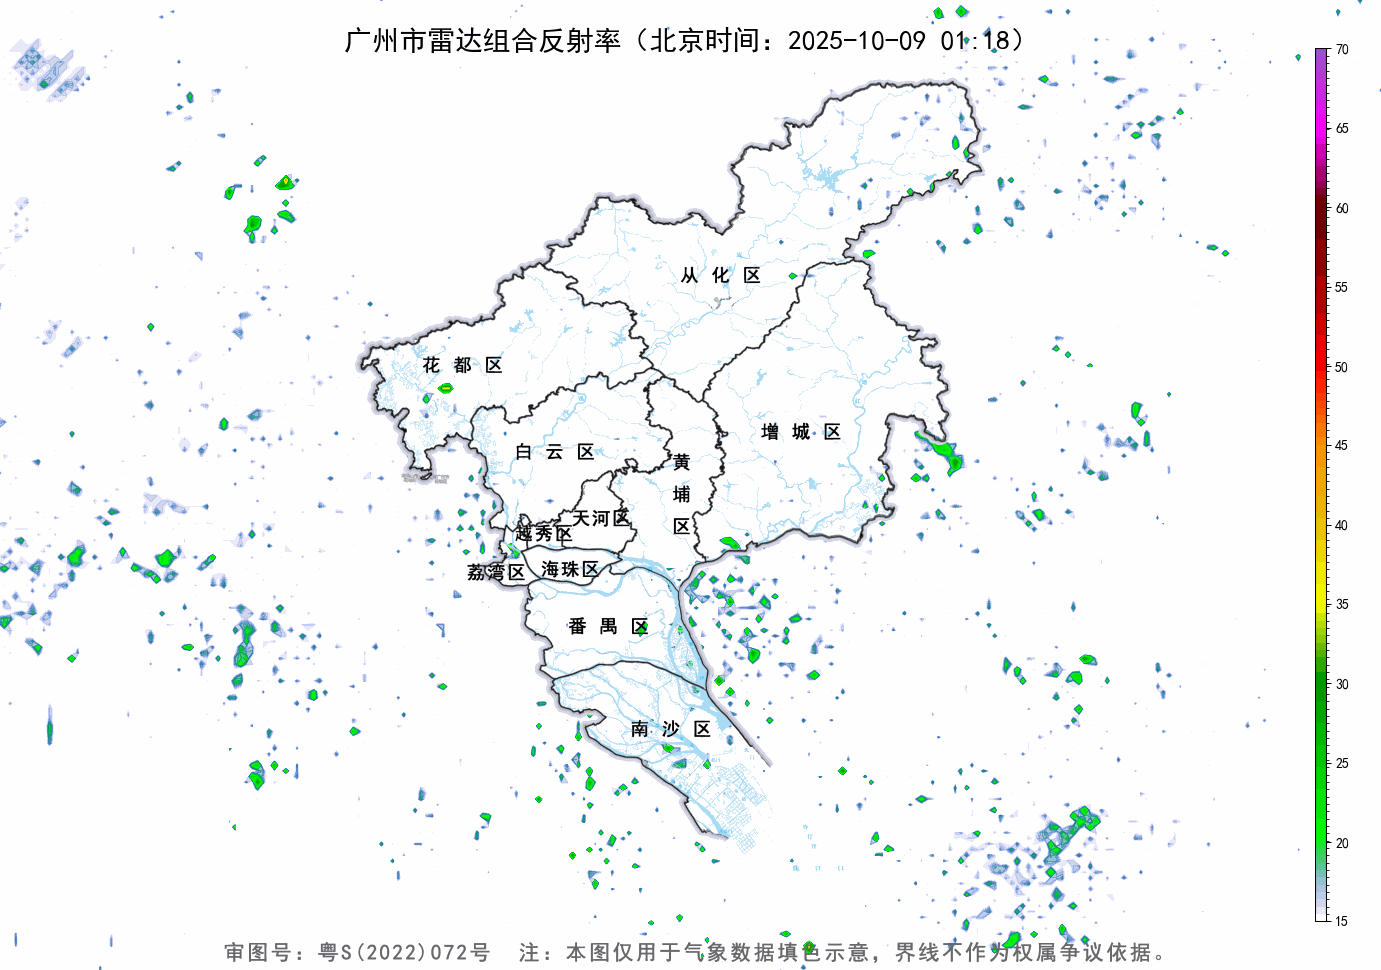 广州市雷达组合反射率（北京时间：2025-10-09 01:18）
70
65
60
55
50
45
40
35
30
25
20
15
从化区
花都区
增城区
白云区
黄埔区
天河区
越秀区
荔湾区
海珠区
番禺区
南沙区
审图号：粤S(2022)072号 注：本图仅用于气象数据填色示意，界线不作为权属争议依据。